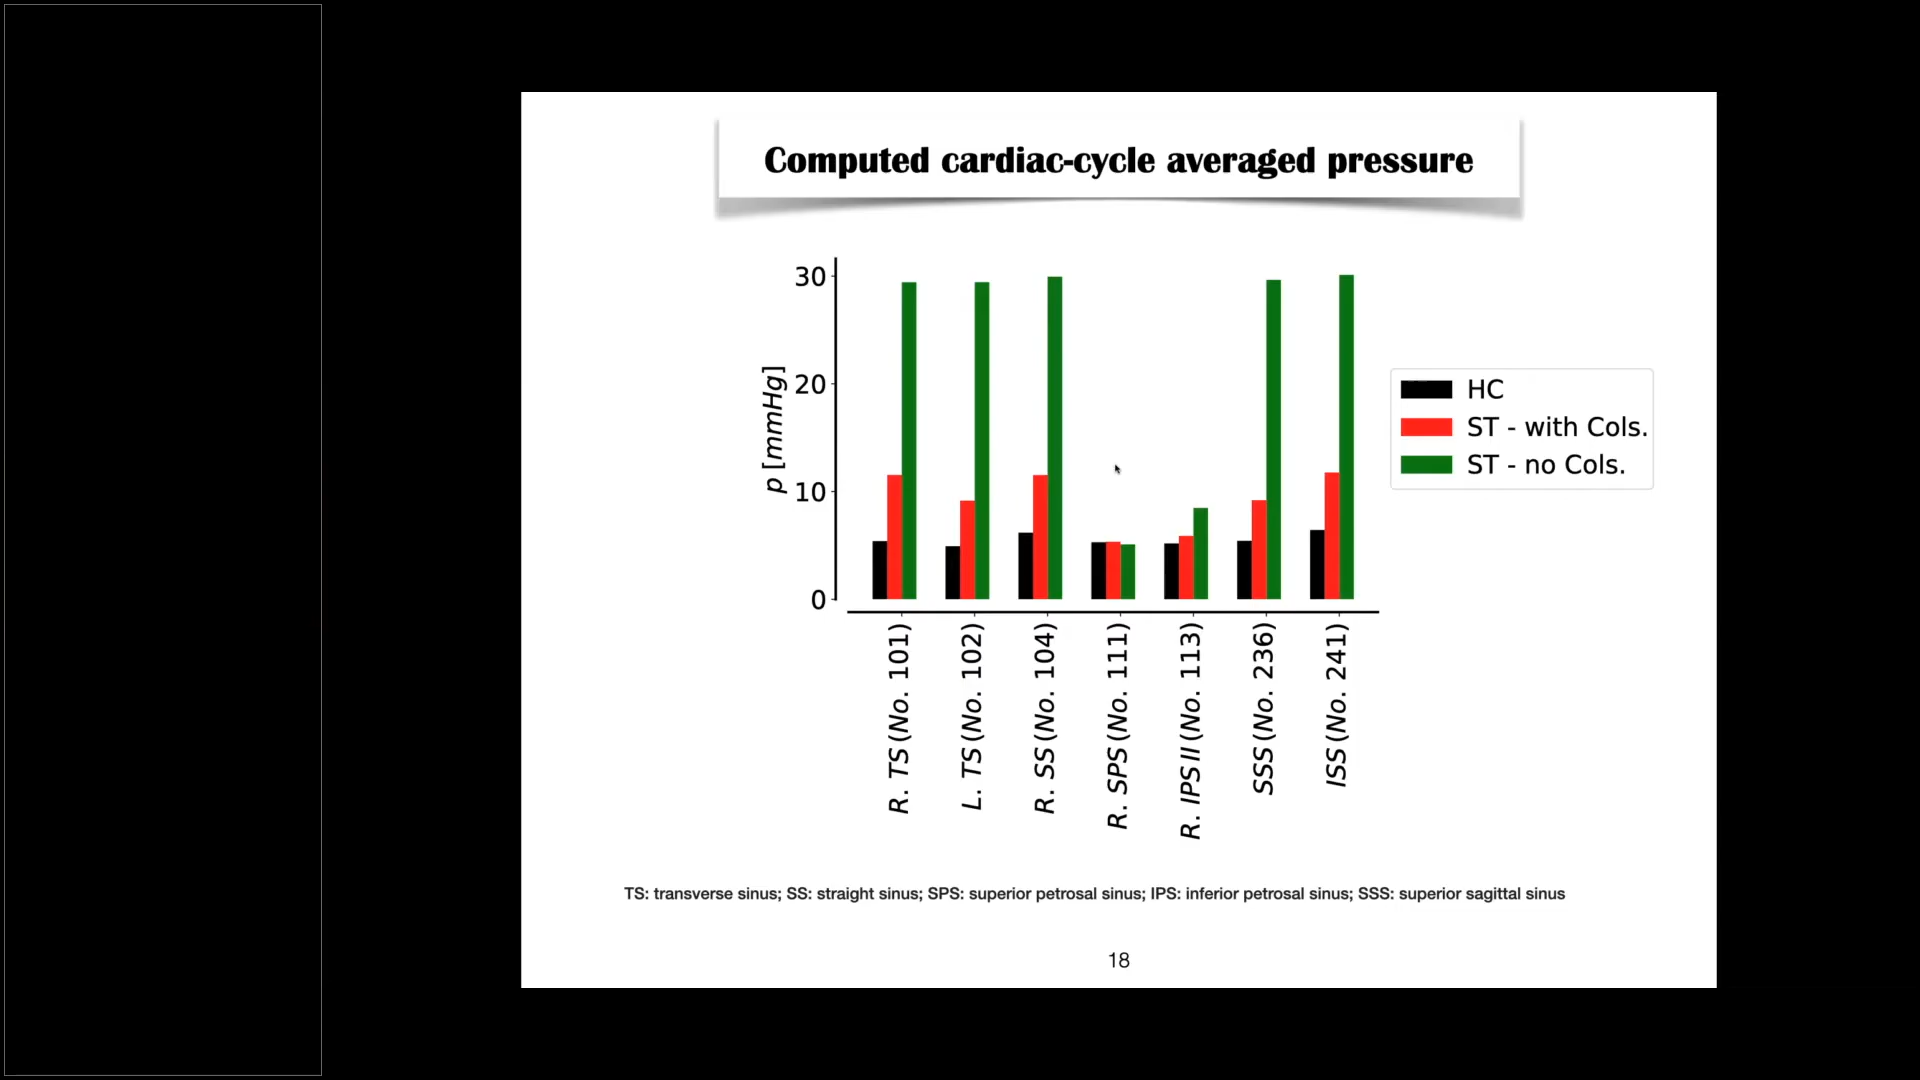 Computed cardiac-cycle averaged pressure
30
20
10
0
p [mmHg]
HC
ST - with Cols.
ST - no Cols.
R. TS (No. 101)
L. TS (No. 102)
R. SS (No. 104)
R. SPS (No. 111)
R. IPS II (No. 113)
SSS (No. 236)
ISS (No. 241)
TS: transverse sinus; SS: straight sinus; SPS: superior petrosal sinus; IPS: inferior petrosal sinus; SSS: superior sagittal sinus
18